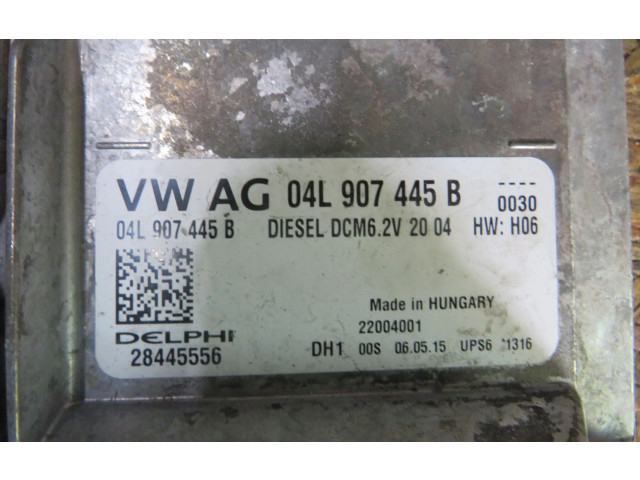 VW AG 04L 907 445 B
----
0030
04L 907 445 B DIESEL DCM6.2V 20 04 HW: H06
Made in HUNGARY
22004001
DELPHI
28445556
DH1 00S 06.05.15 UPS6 *1316